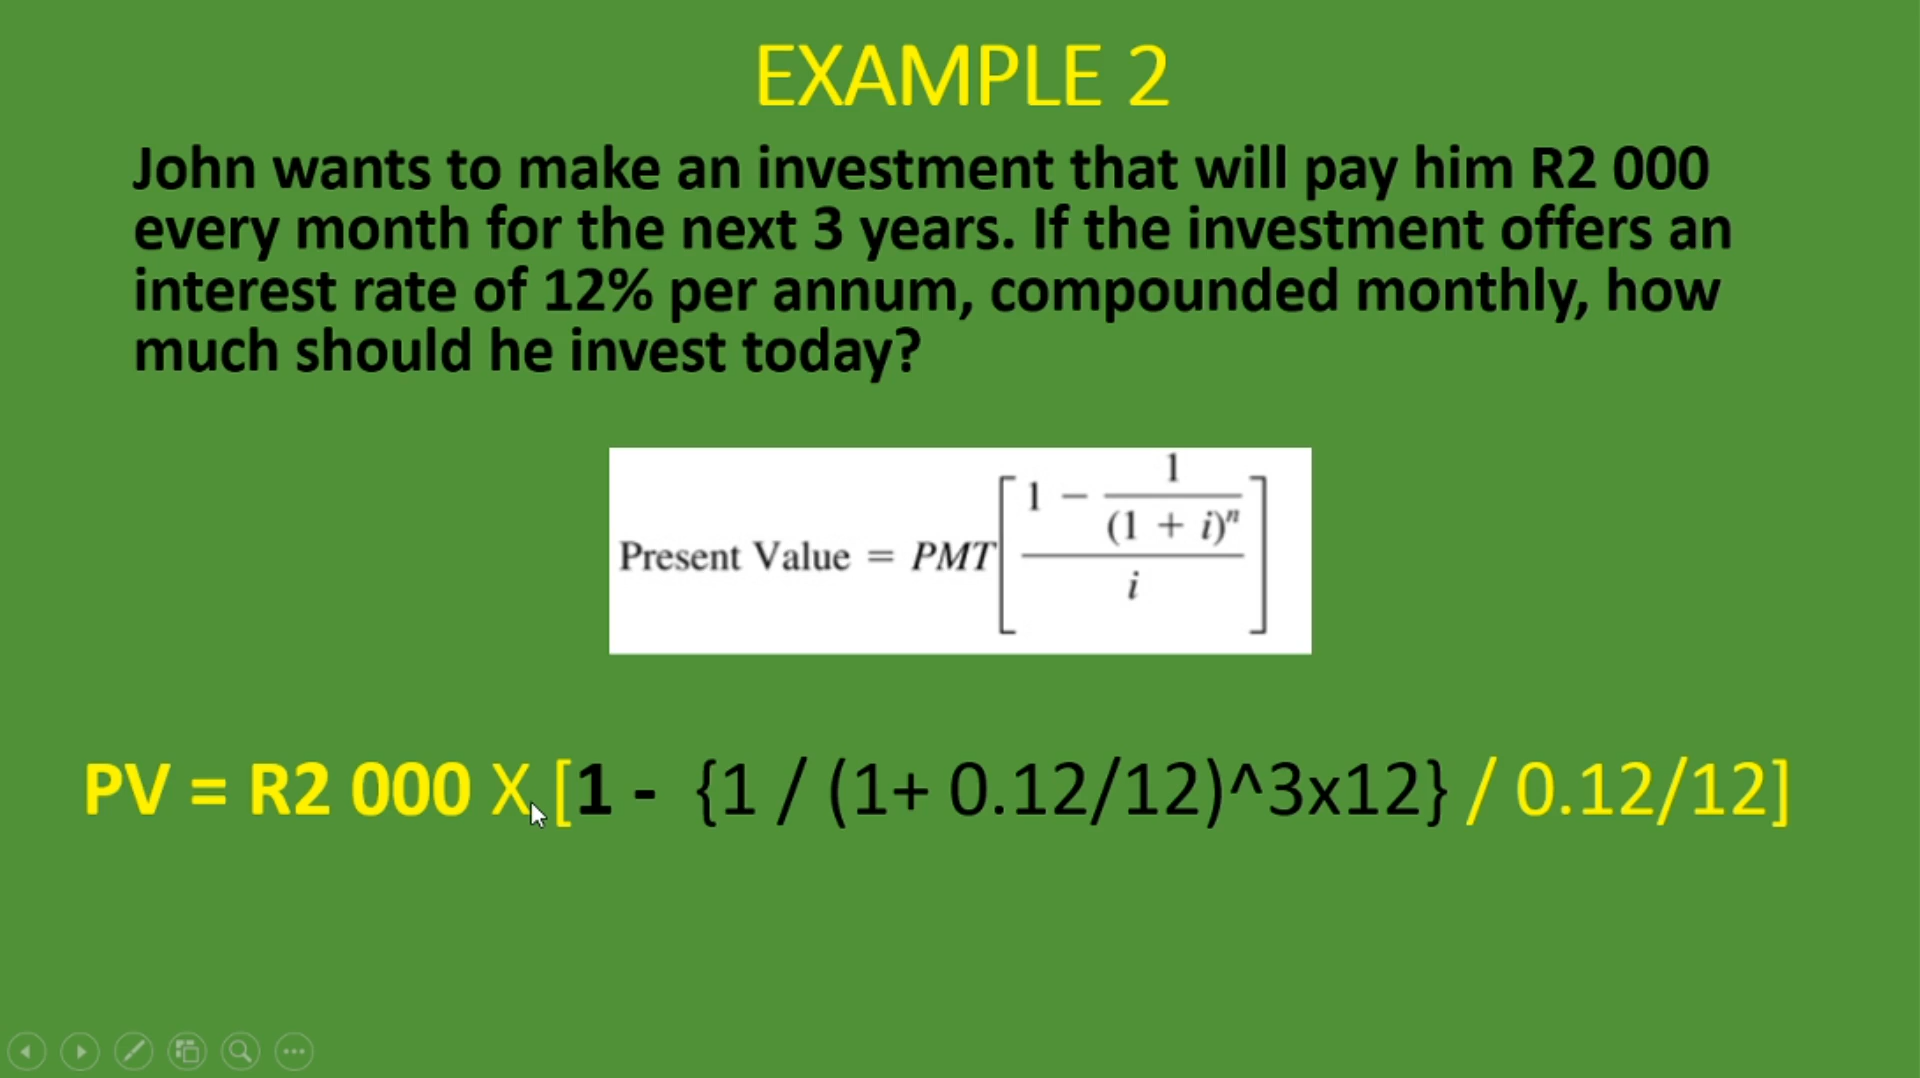 EXAMPLE 2
John wants to make an investment that will pay him R2 000
every month for the next 3 years. If the investment offers an
interest rate of 12% per annum, compounded monthly, how
much should he invest today?
1
1 -
(1 + i)ⁿ
Present Value = PMT
i
PV = R2 000 X [1 - {1 / (1+ 0.12/12)^3x12} / 0.12/12]